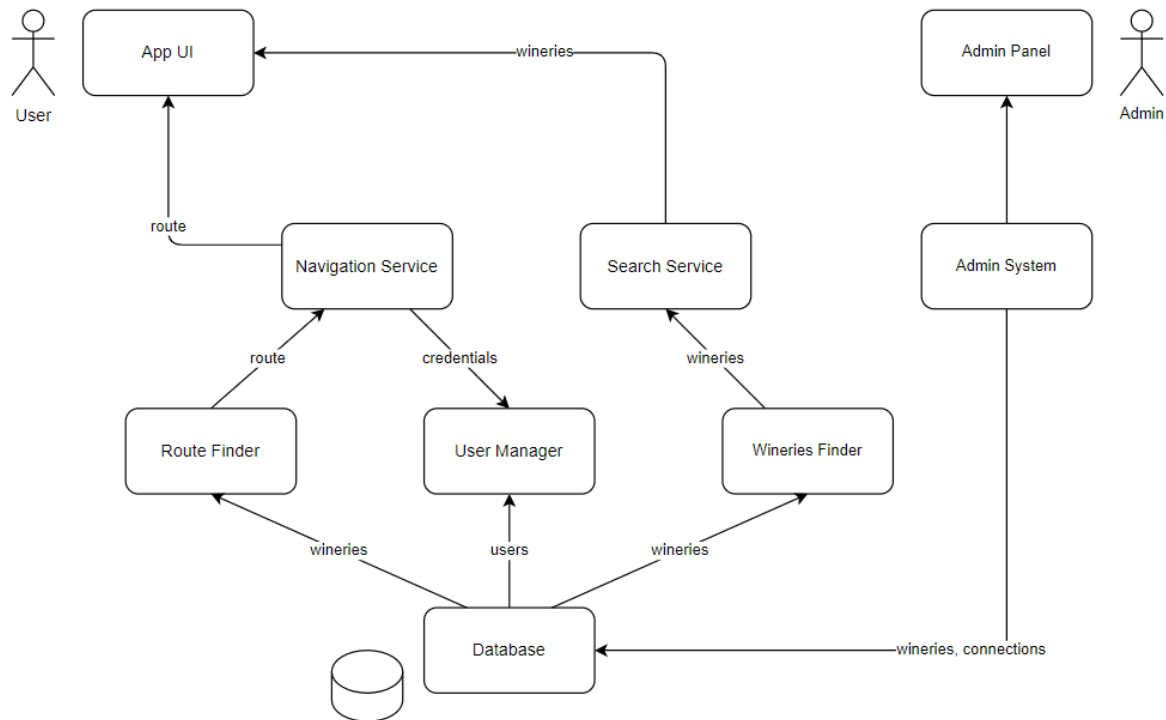 App UI
wineries
Admin Panel
User
Admin
route
Navigation Service
Search Service
Admin System
route
credentials
wineries
Route Finder
User Manager
Wineries Finder
wineries
users
wineries
Database
wineries, connections